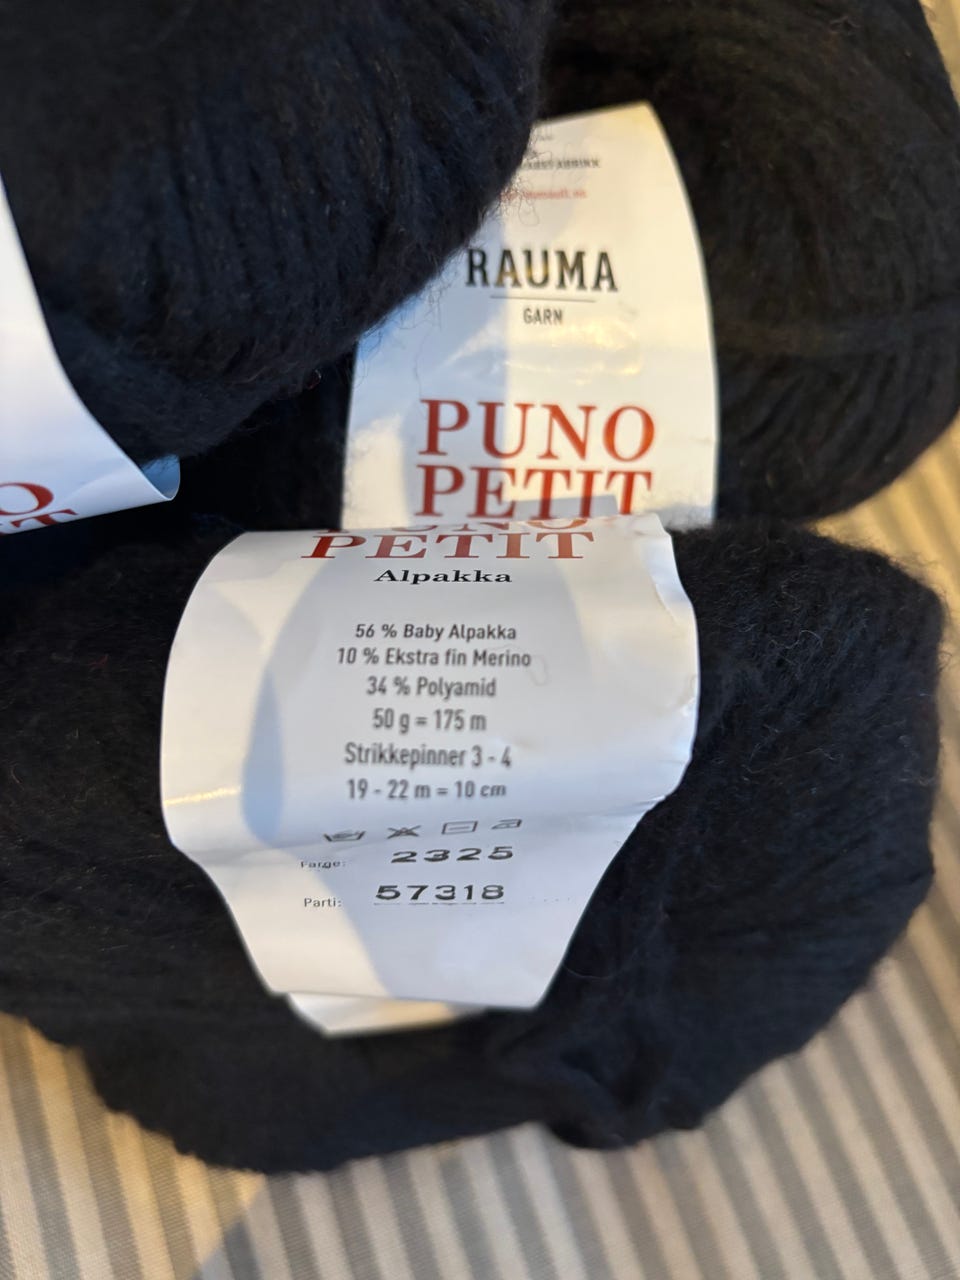 RAUMA
GARN
PUNO
PETIT
PUNO
PETIT
Alpakka
56 % Baby Alpakka
10 % Ekstra fin Merino
34 % Polyamid
50 g = 175 m
Strikkepinner 3 - 4
19 - 22 m = 10 cm
Farge: 2325
Parti: 57318